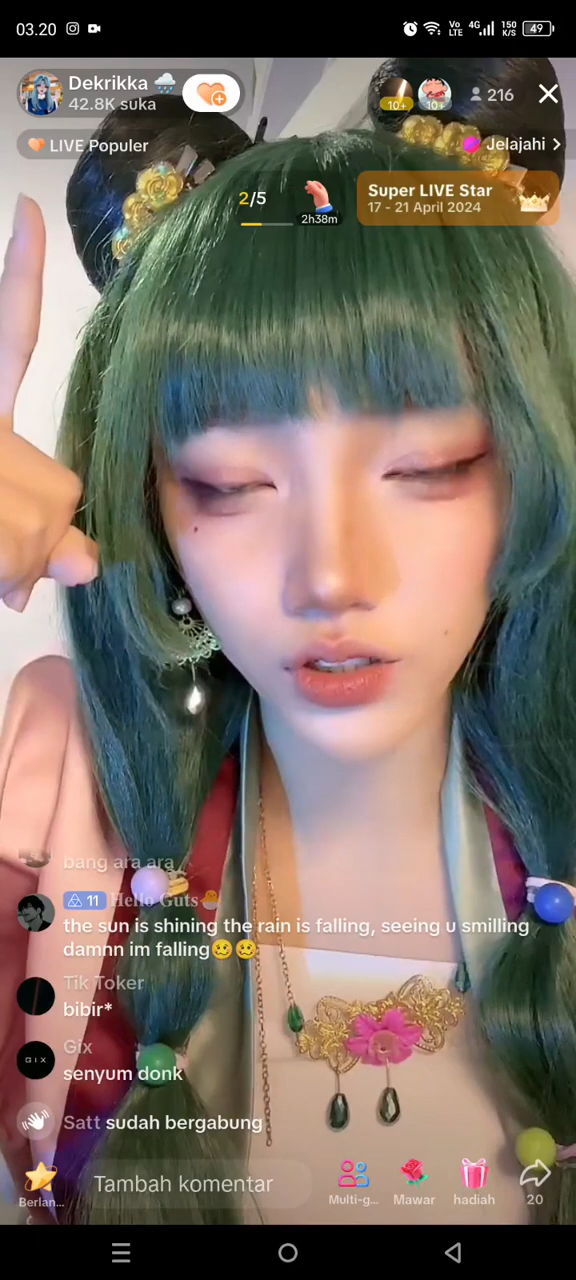 03.20
Vo
LTE
4G
150
K/S
49
Dekrikka
42.8K suka
10+
10+
216
LIVE Populer
Jelajahi
2/5
2h38m
Super LIVE Star
17 - 21 April 2024
bang ara ara
11 Hello Guts
the sun is shining the rain is falling, seeing u smilling
damnn im falling
Tik Toker
bibir*
GIX
Gix
senyum donk
Satt sudah bergabung
Tambah komentar
Berlan...
Multi-g...
Mawar
hadiah
20